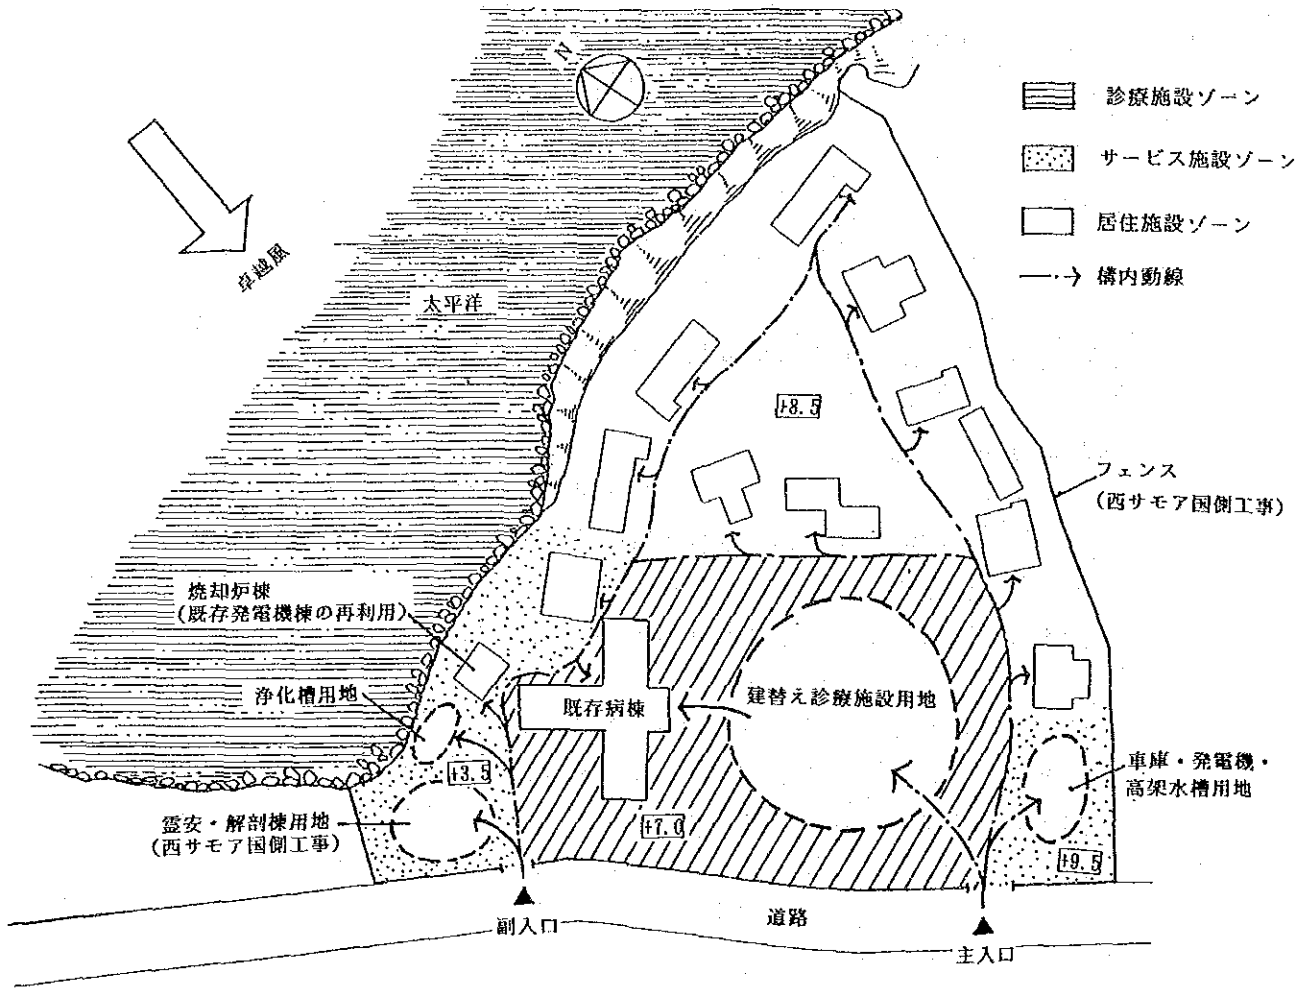 N
診療施設ゾーン
サービス施設ゾーン
居住施設ゾーン
構内動線
卓越風
太平洋
+8.5
フェンス
(西サモア国側工事)
焼却炉棟
(既存発電機棟の再利用)
浄化槽用地
既存病棟
建替え診療施設用地
+3.5
車庫・発電機・
高架水槽用地
霊安・解剖棟用地
(西サモア国側工事)
+7.0
+9.5
道路
副入口
主入口